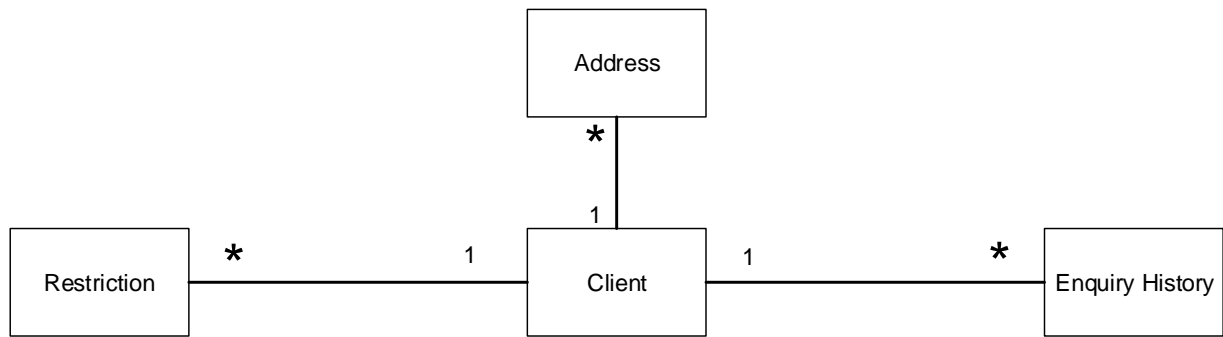 Address
*
1
Restriction
*
1
Client
1
*
Enquiry History